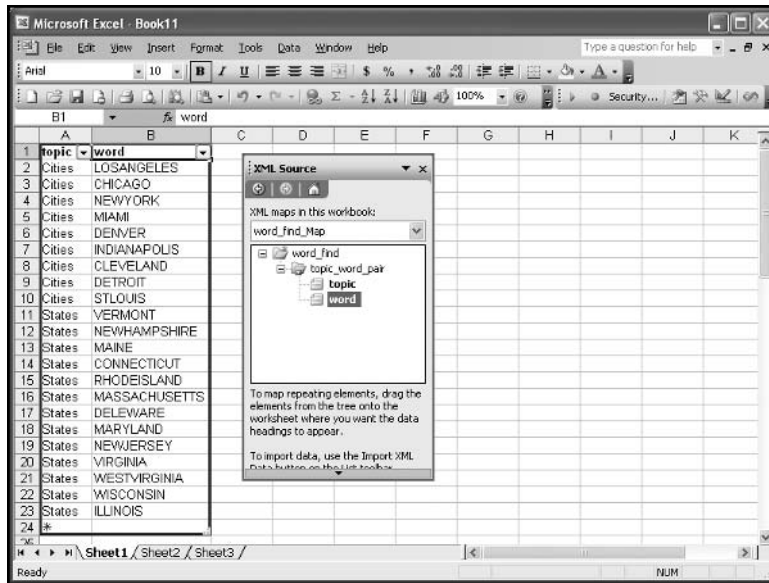 Microsoft Excel - Book11
File Edit View Insert Format Tools Data Window Help
Type a question for help
Arial 10 B I U $ % ,
Σ 100% Security...
B1 fx word
A B C D E F G H I J K
1 topic word
2 Cities LOSANGELES
3 Cities CHICAGO
4 Cities NEWYORK
5 Cities MIAMI
6 Cities DENVER
7 Cities INDIANAPOLIS
8 Cities CLEVELAND
9 Cities DETROIT
10 Cities STLOUIS
11 States VERMONT
12 States NEWHAMPSHIRE
13 States MAINE
14 States CONNECTICUT
15 States RHODEISLAND
16 States MASSACHUSETTS
17 States DELEWARE
18 States MARYLAND
19 States NEWJERSEY
20 States VIRGINIA
21 States WESTVIRGINIA
22 States WISCONSIN
23 States ILLINOIS
24 *
XML Source
XML maps in this workbook:
word_find_Map
word_find
topic_word_pair
topic
word
To map repeating elements, drag the
elements from the tree onto the
worksheet where you want the data
headings to appear.
To import data, use the Import XML
Data button on the List toolbar.
Sheet1 / Sheet2 / Sheet3 /
Ready NUM